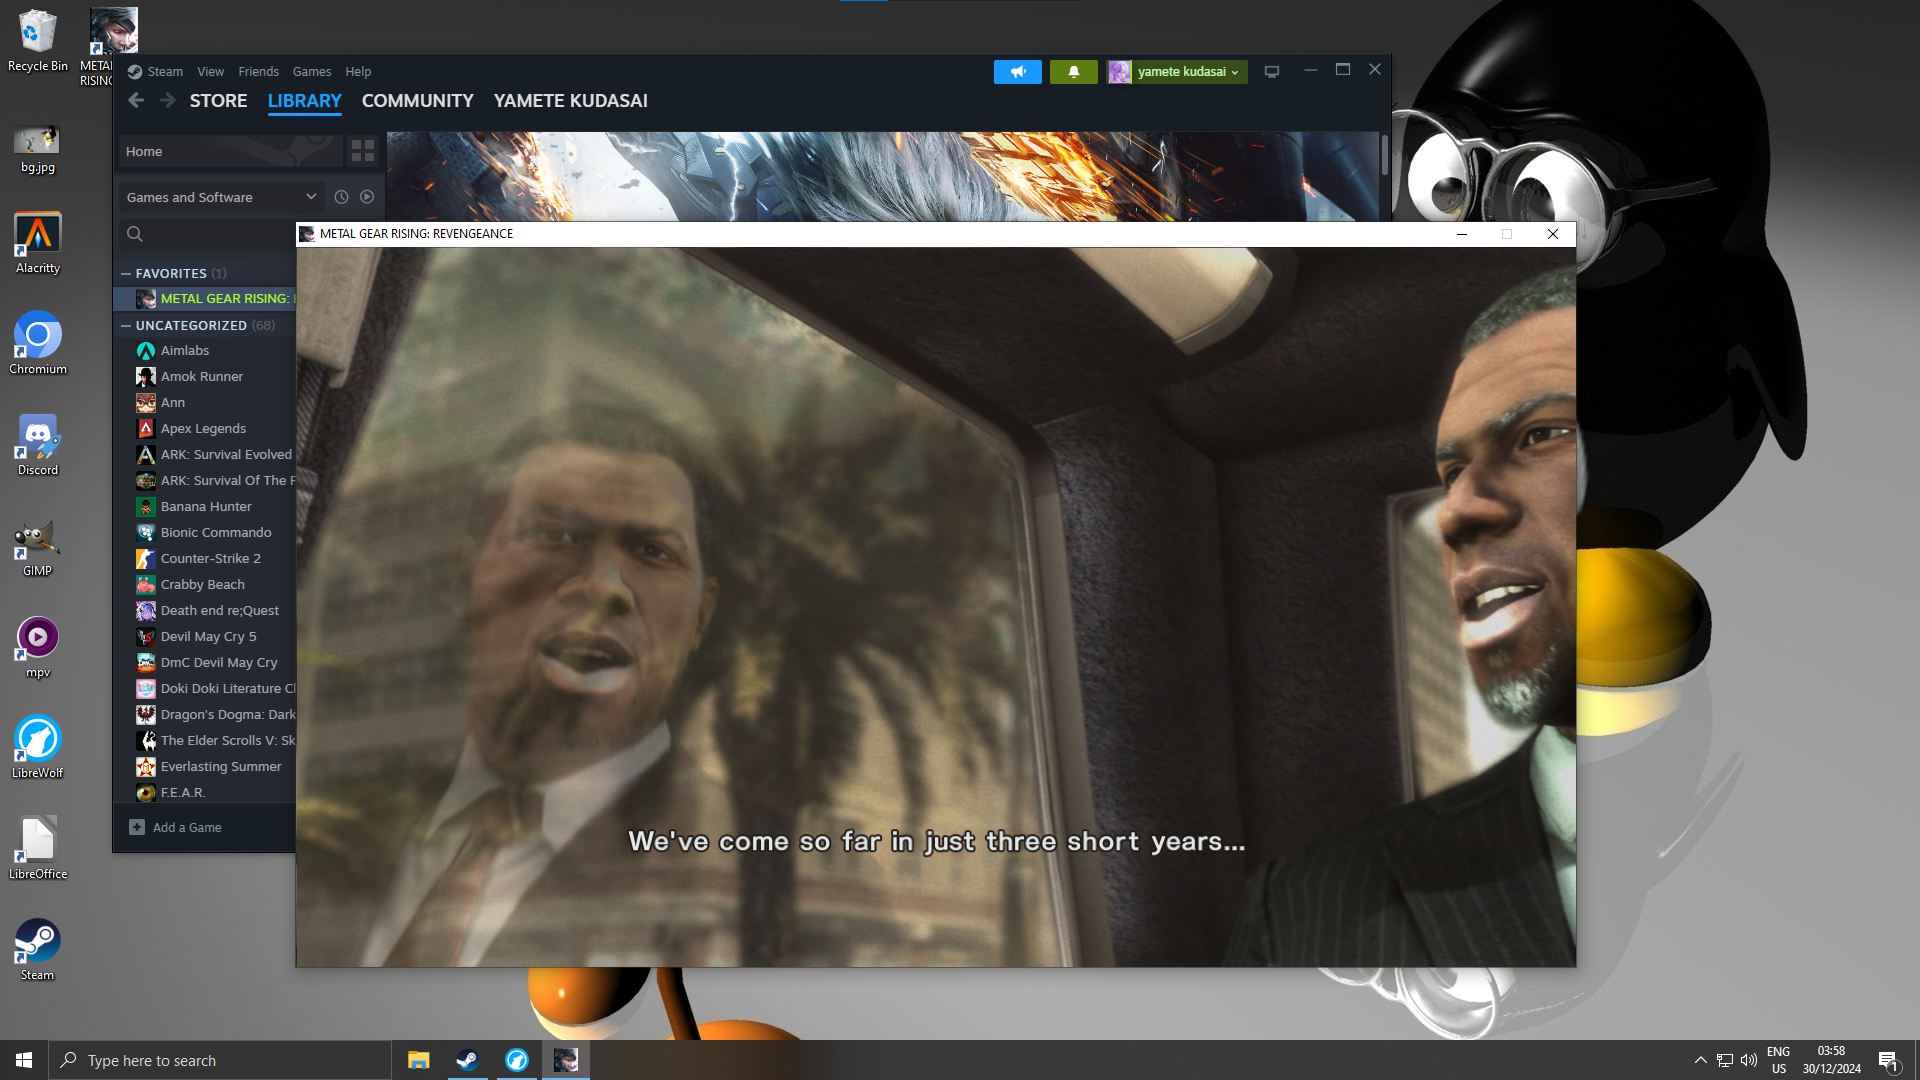 Recycle Bin
METAL
RISING
bg.jpg
Alacritty
Chromium
Discord
GIMP
mpv
LibreWolf
LibreOffice
Steam
Steam View Friends Games Help
yamete kudasai
STORE LIBRARY COMMUNITY YAMETE KUDASAI
Home
Games and Software
FAVORITES (1)
METAL GEAR RISING:
UNCATEGORIZED (68)
Aimlabs
Amok Runner
Ann
Apex Legends
ARK: Survival Evolved
ARK: Survival Of The F
Banana Hunter
Bionic Commando
Counter-Strike 2
Crabby Beach
Death end re;Quest
Devil May Cry 5
DmC Devil May Cry
Doki Doki Literature Cl
Dragon's Dogma: Dark
The Elder Scrolls V: Sk
Everlasting Summer
F.E.A.R.
Add a Game
METAL GEAR RISING: REVENGEANCE
We've come so far in just three short years...
Type here to search
ENG
US
03:58
30/12/2024
1